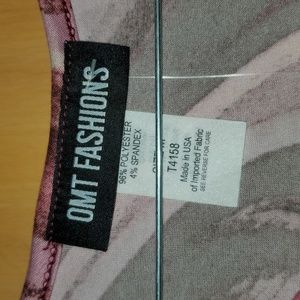 OMT FASHIONS
96% POLYESTER
4% SPANDEX
T4158
Made in USA
of Imported Fabric
SEE REVERSE FOR CARE